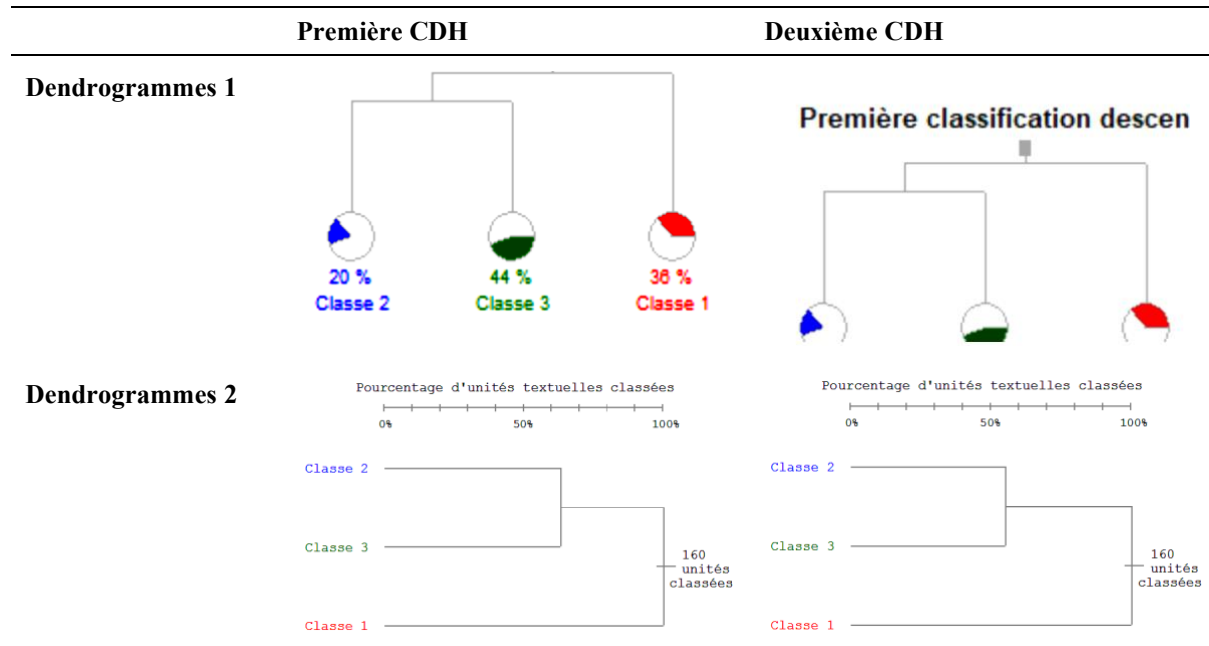 Première CDH
Deuxième CDH
Dendrogrammes 1
20 %
Classe 2
44 %
Classe 3
36 %
Classe 1
Première classification descen
Dendrogrammes 2
Pourcentage d'unités textuelles classées
0% 50% 100%
Classe 2
Classe 3
Classe 1
160
unités
classées
Pourcentage d'unités textuelles classées
0% 50% 100%
Classe 2
Classe 3
Classe 1
160
unités
classées